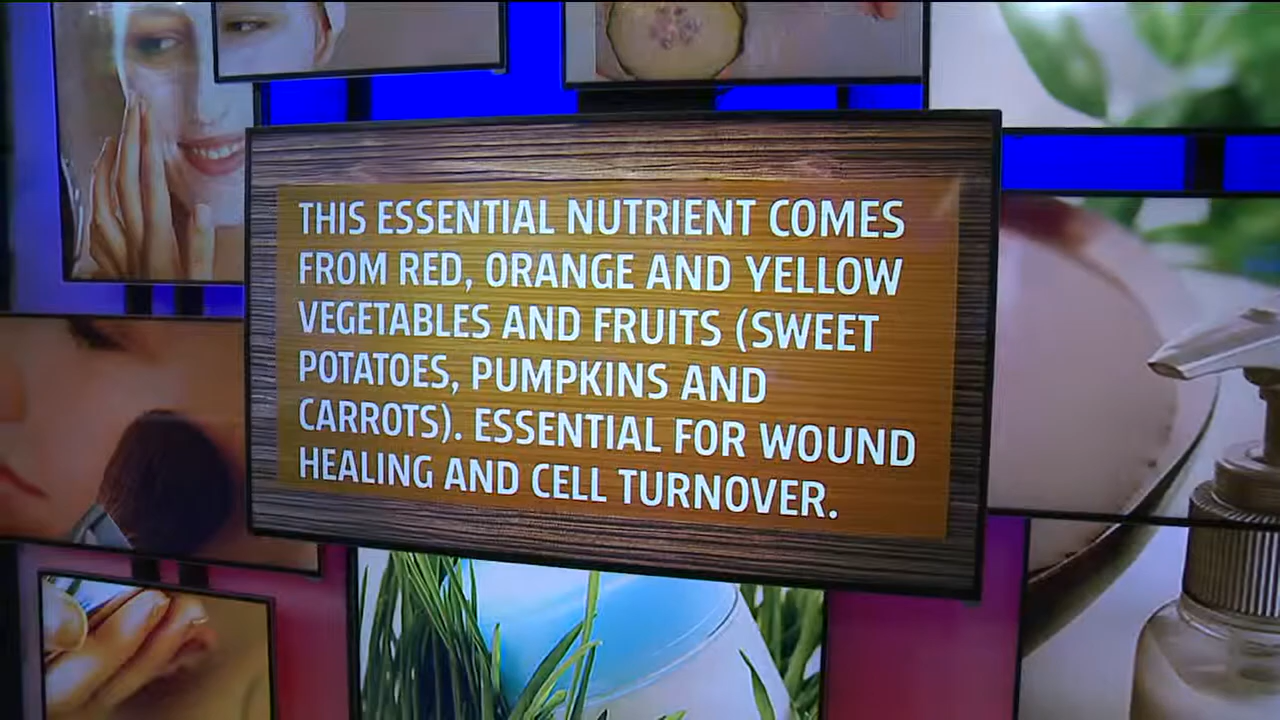 THIS ESSENTIAL NUTRIENT COMES
FROM RED, ORANGE AND YELLOW
VEGETABLES AND FRUITS (SWEET
POTATOES, PUMPKINS AND
CARROTS). ESSENTIAL FOR WOUND
HEALING AND CELL TURNOVER.